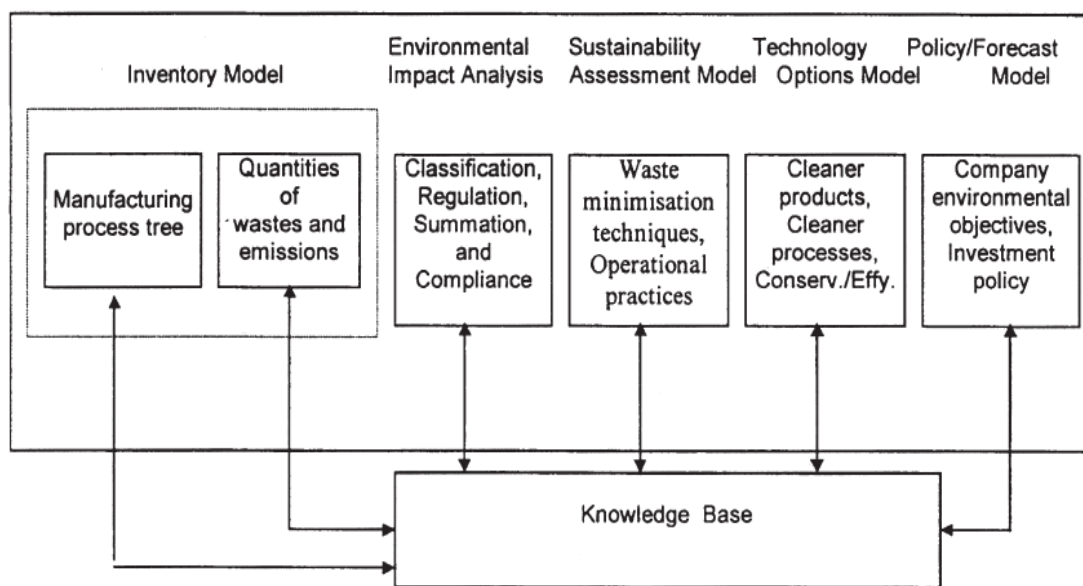 Inventory Model
Environmental
Impact Analysis
Sustainability
Assessment Model
Technology
Options Model
Policy/Forecast
Model
Manufacturing
process tree
Quantities
of
wastes and
emissions
Classification,
Regulation,
Summation,
and
Compliance
Waste
minimisation
techniques,
Operational
practices
Cleaner
products,
Cleaner
processes,
Conserv./Effy.
Company
environmental
objectives,
Investment
policy
Knowledge Base